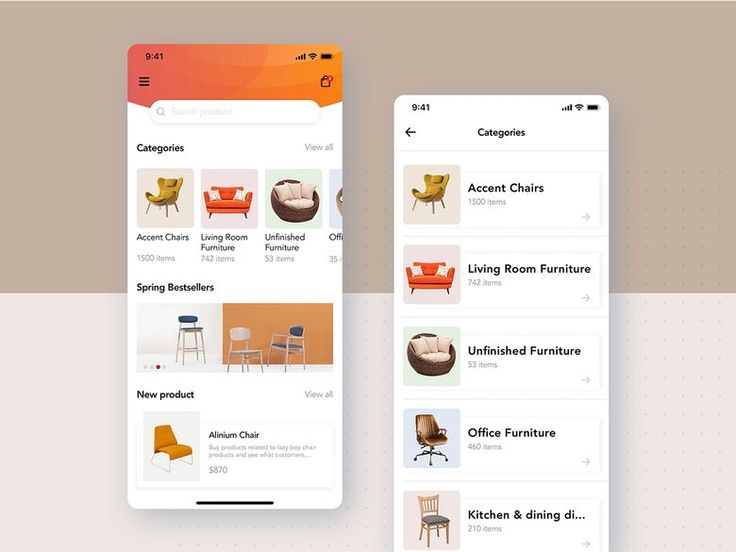 9:41
Search produce
Categories
View all
Accent Chairs
1500 items
Living Room
Furniture
742 items
Unfinished
Furniture
53 items
Offi
35 i
Spring Bestsellers
New product
View all
Alinium Chair
Buy products related to lazy boy chair
products and see what customers....
$870
9:41
Categories
Accent Chairs
1500 items
Living Room Furniture
742 items
Unfinished Furniture
53 items
Office Furniture
460 items
Kitchen & dining di...
210 items